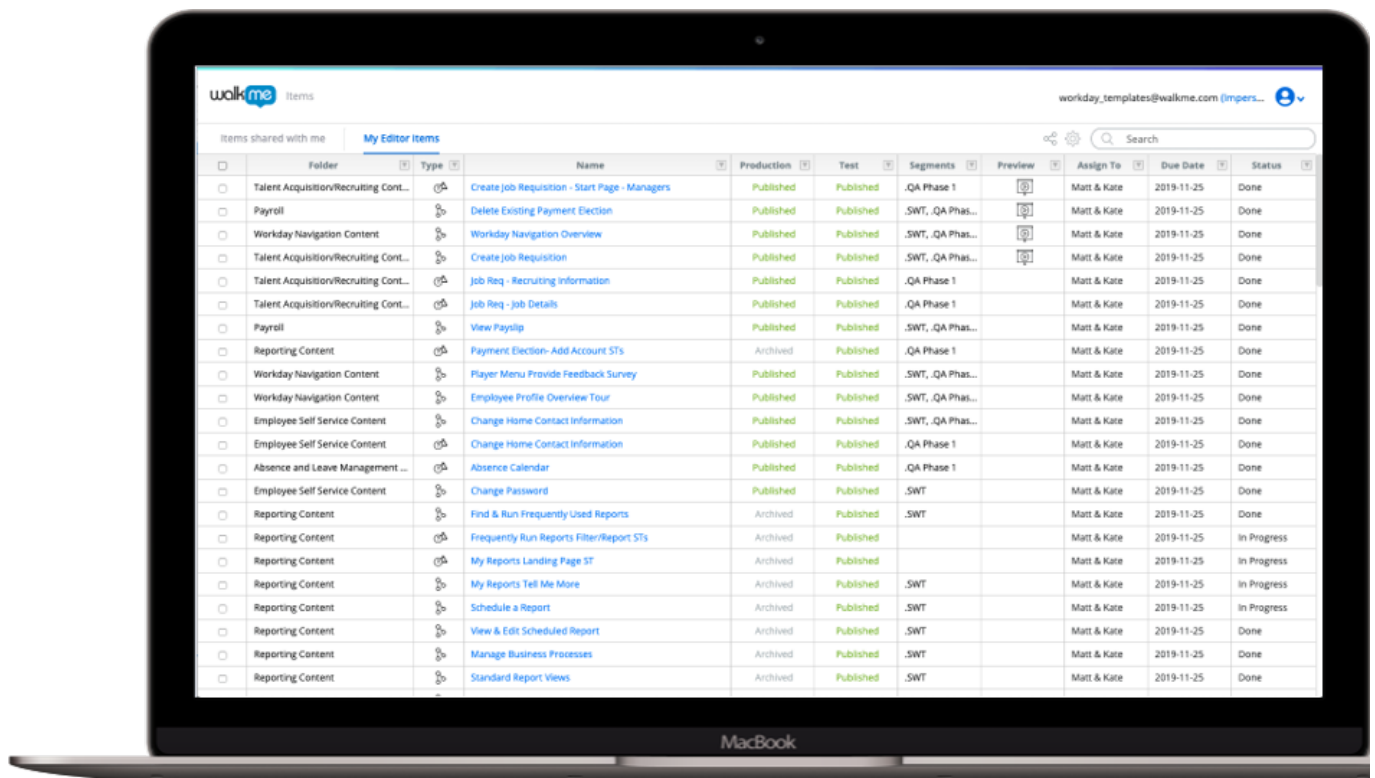 walkme Items workday_templates@walkme.com (impers...
Items shared with me My Editor Items Search
Folder Type Name Production Test Segments Preview Assign To Due Date Status
Talent Acquisition/Recruiting Cont... Create Job Requisition - Start Page - Managers Published Published .QA Phase 1 Matt & Kate 2019-11-25 Done
Payroll Delete Existing Payment Election Published Published .SWT, .QA Phas... Matt & Kate 2019-11-25 Done
Workday Navigation Content Workday Navigation Overview Published Published .SWT, .QA Phas... Matt & Kate 2019-11-25 Done
Talent Acquisition/Recruiting Cont... Create Job Requisition Published Published .SWT, .QA Phas... Matt & Kate 2019-11-25 Done
Talent Acquisition/Recruiting Cont... Job Req - Recruiting Information Published Published .QA Phase 1 Matt & Kate 2019-11-25 Done
Talent Acquisition/Recruiting Cont... Job Req - Job Details Published Published .QA Phase 1 Matt & Kate 2019-11-25 Done
Payroll View Payslip Published Published .SWT, .QA Phas... Matt & Kate 2019-11-25 Done
Reporting Content Payment Election- Add Account STs Archived Published .QA Phase 1 Matt & Kate 2019-11-25 Done
Workday Navigation Content Player Menu Provide Feedback Survey Published Published .SWT, .QA Phas... Matt & Kate 2019-11-25 Done
Workday Navigation Content Employee Profile Overview Tour Published Published .SWT, .QA Phas... Matt & Kate 2019-11-25 Done
Employee Self Service Content Change Home Contact Information Published Published .SWT, .QA Phas... Matt & Kate 2019-11-25 Done
Employee Self Service Content Change Home Contact Information Published Published .QA Phase 1 Matt & Kate 2019-11-25 Done
Absence and Leave Management ... Absence Calendar Published Published .QA Phase 1 Matt & Kate 2019-11-25 Done
Employee Self Service Content Change Password Published Published .SWT Matt & Kate 2019-11-25 Done
Reporting Content Find & Run Frequently Used Reports Archived Published .SWT Matt & Kate 2019-11-25 Done
Reporting Content Frequently Run Reports Filter/Report STs Archived Published Matt & Kate 2019-11-25 In Progress
Reporting Content My Reports Landing Page ST Archived Published Matt & Kate 2019-11-25 In Progress
Reporting Content My Reports Tell Me More Archived Published .SWT Matt & Kate 2019-11-25 In Progress
Reporting Content Schedule a Report Archived Published .SWT Matt & Kate 2019-11-25 In Progress
Reporting Content View & Edit Scheduled Report Archived Published .SWT Matt & Kate 2019-11-25 Done
Reporting Content Manage Business Processes Archived Published .SWT Matt & Kate 2019-11-25 Done
Reporting Content Standard Report Views Archived Published .SWT Matt & Kate 2019-11-25 Done
MacBook